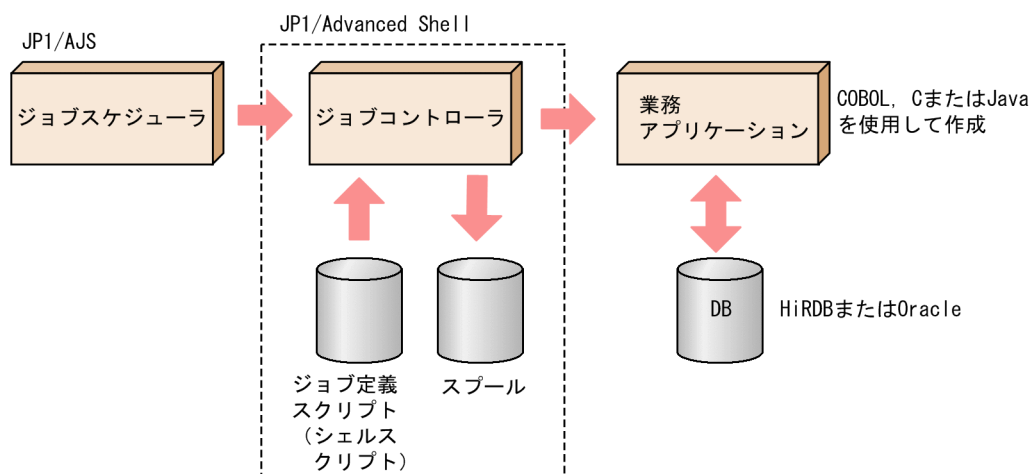 JP1/AJS
JP1/Advanced Shell
ジョブスケジューラ
ジョブコントローラ
業務
アプリケーション
COBOL, CまたはJava
を使用して作成
DB
HiRDBまたはOracle
ジョブ定義
スクリプト
（シェルス
クリプト）
スプール